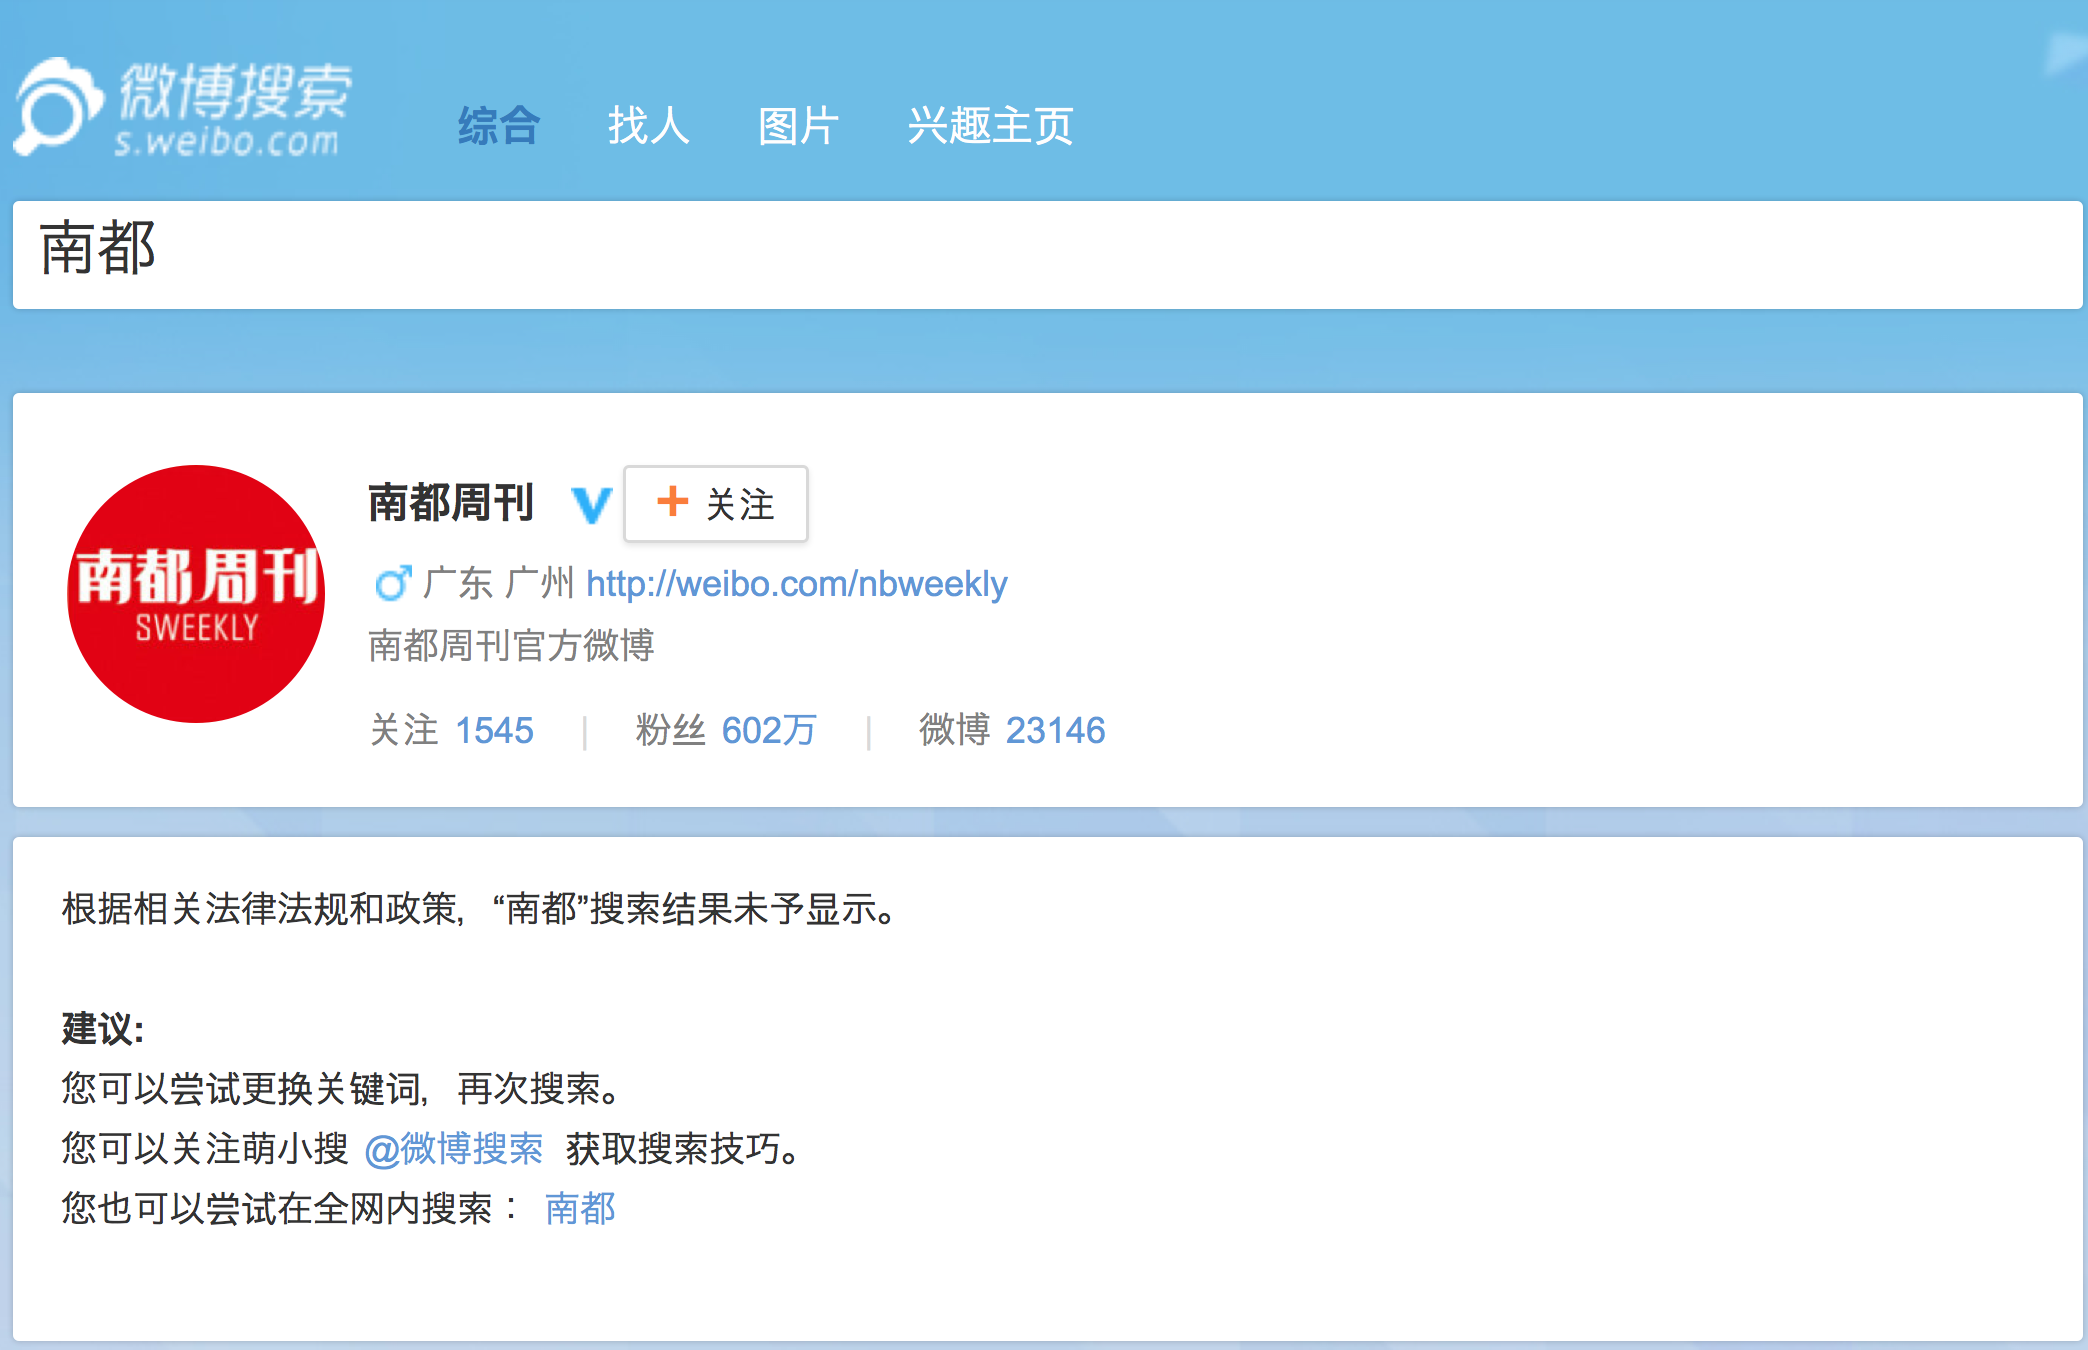 微博搜索
s.weibo.com
综合 找人 图片 兴趣主页
南都
南都周刊 V + 关注
南都周刊
SWEEKLY
♂ 广东 广州 http://weibo.com/nbweekly
南都周刊官方微博
关注 1545 | 粉丝 602万 | 微博 23146
根据相关法律法规和政策，“南都”搜索结果未予显示。
建议:
您可以尝试更换关键词，再次搜索。
您可以关注萌小搜 @微博搜索 获取搜索技巧。
您也可以尝试在全网内搜索： 南都